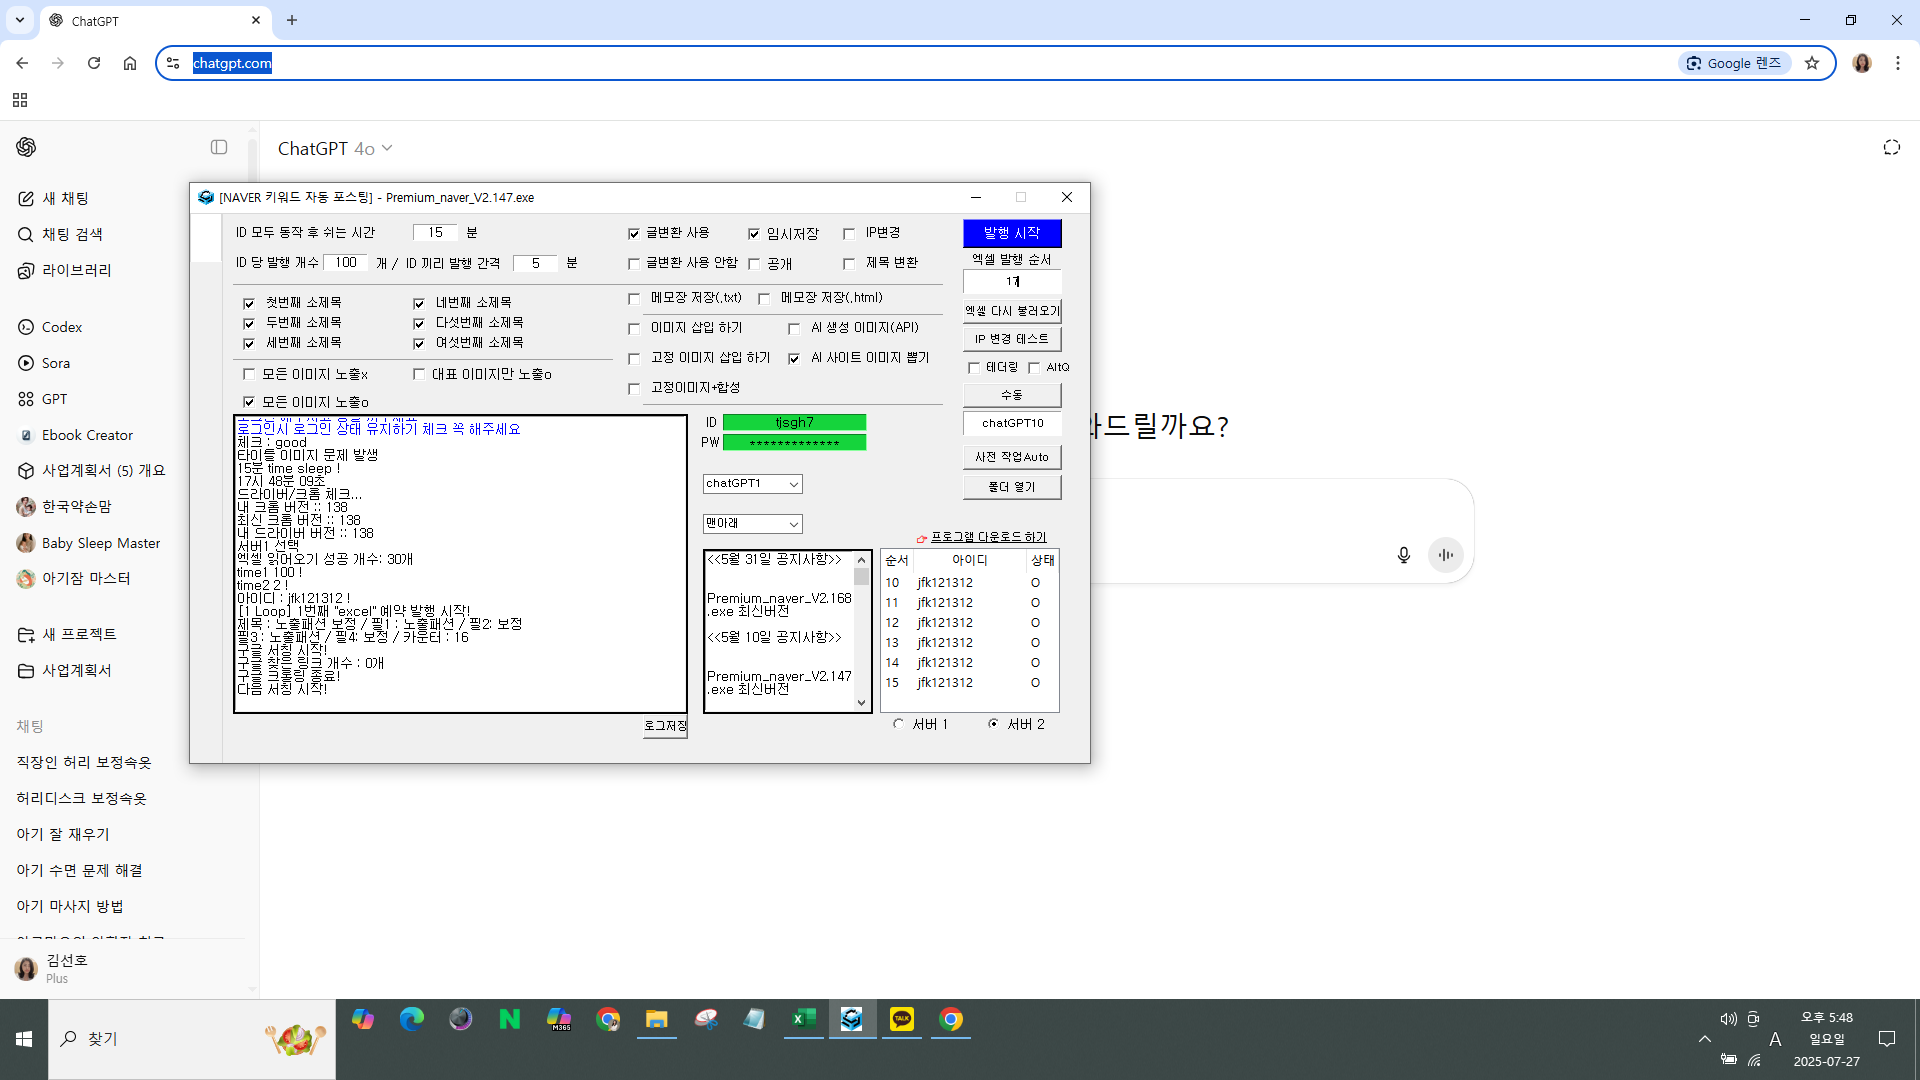 ChatGPT
chatgpt.com
Google 렌즈
ChatGPT 4o
새 채팅
채팅 검색
라이브러리
Codex
Sora
GPT
Ebook Creator
사업계획서 (5) 개요
한국약손맘
Baby Sleep Master
아기잠 마스터
새 프로젝트
사업계획서
채팅
직장인 허리 보정속옷
허리디스크 보정속옷
아기 잘 재우기
아기 수면 문제 해결
아기 마사지 방법
김선호
Plus
와드릴까요?
[NAVER 키워드 자동 포스팅] - Premium_naver_V2.147.exe
ID 모두 동작 후 쉬는 시간 15 분
ID 당 발행 개수 100 개 / ID 끼리 발행 간격 5 분
글변환 사용 임시저장 IP변경
글변환 사용 안함 공개 제목 변환
첫번째 소제목 네번째 소제목
두번째 소제목 다섯번째 소제목
세번째 소제목 여섯번째 소제목
모든 이미지 노출x 대표 이미지만 노출o
모든 이미지 노출o
메모장 저장(.txt) 메모장 저장(.html)
이미지 삽입 하기 AI 생성 이미지(API)
고정 이미지 삽입 하기 AI 사이트 이미지 뽑기
고정이미지+합성
발행 시작
엑셀 발행 순서
17
엑셀 다시 불러오기
IP 변경 테스트
테더링 AltQ
수동
chatGPT10
사전 작업Auto
폴더 열기
로그인시 로그인 상태 유지하기 체크 꼭 해주세요
체크 : good
타이틀 이미지 문제 발생
15분 time sleep !
17시 48분 09초
드라이버/크롬 체크...
내 크롬 버전 :: 138
최신 크롬 버전 :: 138
내 드라이버 버전 :: 138
서버1 선택
엑셀 읽어오기 성공 개수: 30개
time1 100 !
time2 2 !
아이디 : jfk121312 !
[1 Loop] 1번째 "excel" 예약 발행 시작!
제목 : 노출패션 보정 / 필1 : 노출패션 / 필2: 보정
필3 : 노출패션 / 필4: 보정 / 카운터 : 16
구글 서칭 시작!
구글 찾은 링크 개수 : 0개
구글 크롤링 종료!
다음 서칭 시작!
로그저장
ID tjsgh7
PW *************
chatGPT1
맨아래
프로그램 다운로드 하기
<<5월 31일 공지사항>>
Premium_naver_V2.168
.exe 최신버전
<<5월 10일 공지사항>>
Premium_naver_V2.147
.exe 최신버전
순서 아이디 상태
10 jfk121312 O
11 jfk121312 O
12 jfk121312 O
13 jfk121312 O
14 jfk121312 O
15 jfk121312 O
서버 1 서버 2
찾기
M365
TALK
A
오후 5:48
일요일
2025-07-27